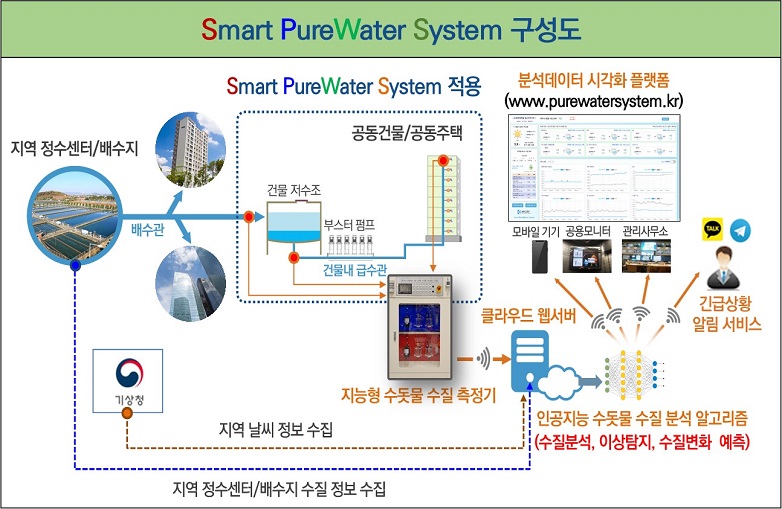 Smart PureWater System 구성도
Smart PureWater System 적용
분석데이터 시각화 플랫폼
(www.purewatersystem.kr)
지역 정수센터/배수지
공동건물/공동주택
건물 저수조
부스터 펌프
배수관
건물내 급수관
모바일 기기
공용모니터
관리사무소
TALK
긴급상황
알림 서비스
클라우드 웹서버
지능형 수돗물 수질 측정기
기상청
인공지능 수돗물 수질 분석 알고리즘
(수질분석, 이상탐지, 수질변화 예측)
지역 날씨 정보 수집
지역 정수센터/배수지 수질 정보 수집